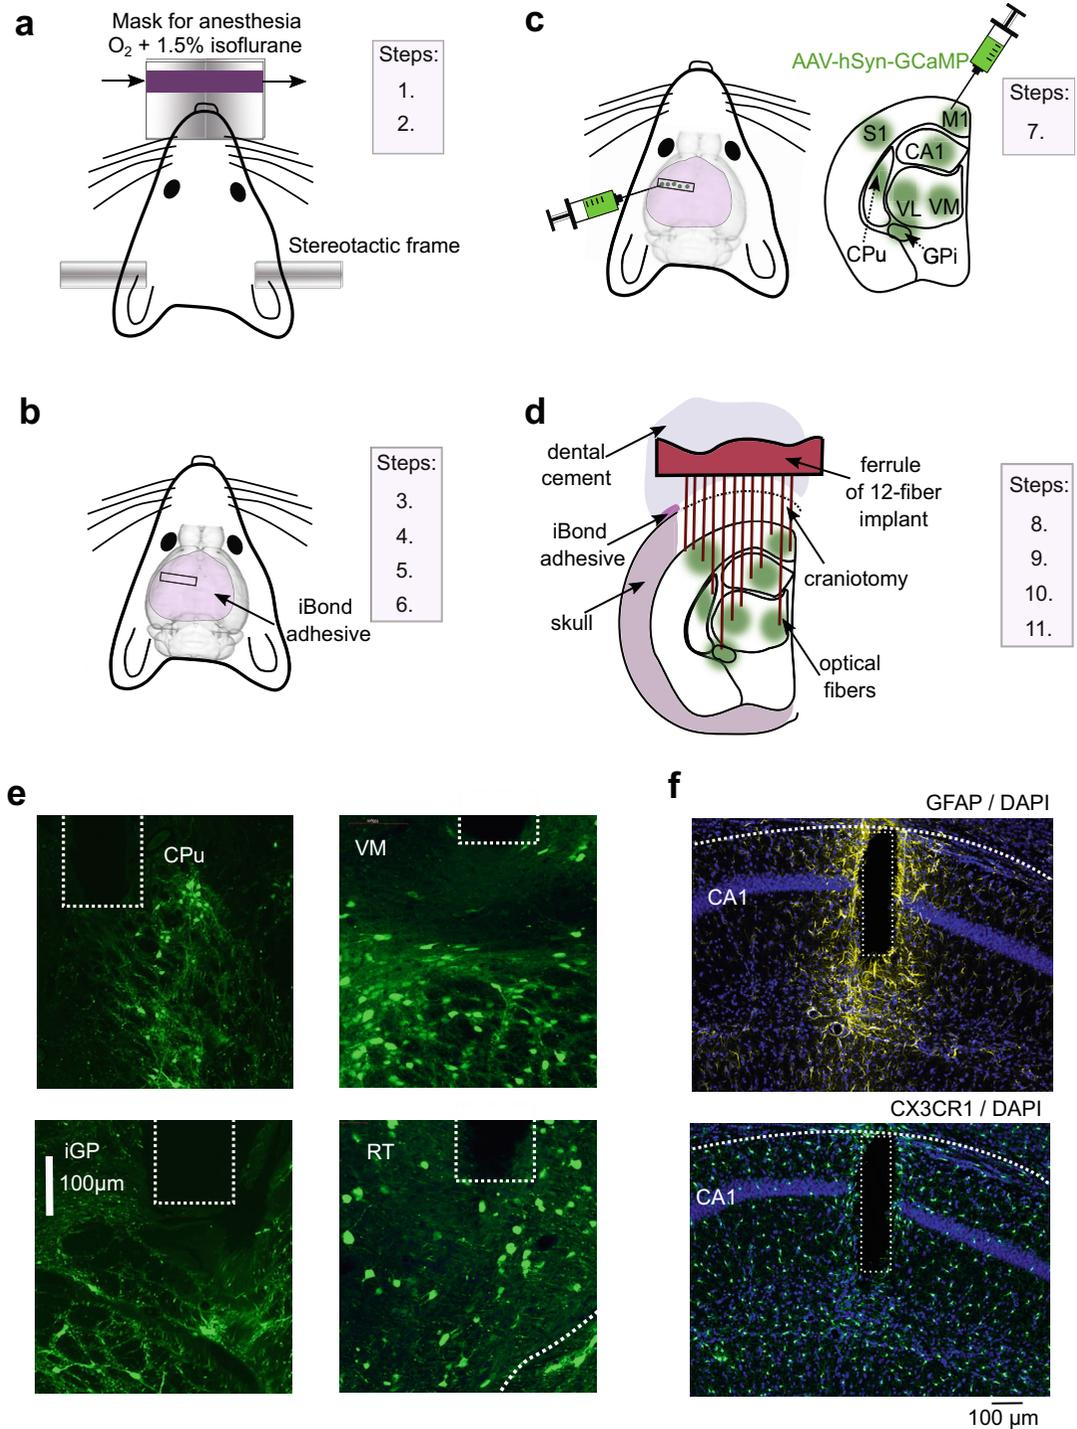 a
Mask for anesthesia
O2 + 1.5% isoflurane
Steps:
1.
2.
Stereotactic frame
c
AAV-hSyn-GCaMP
Steps:
7.
S1
M1
CA1
VL
VM
CPu
GPi
b
Steps:
3.
4.
5.
6.
iBond
adhesive
d
dental
cement
ferrule
of 12-fiber
implant
iBond
adhesive
craniotomy
skull
optical
fibers
Steps:
8.
9.
10.
11.
e
CPu
VM
iGP
100μm
RT
f
GFAP / DAPI
CA1
CX3CR1 / DAPI
CA1
100 μm